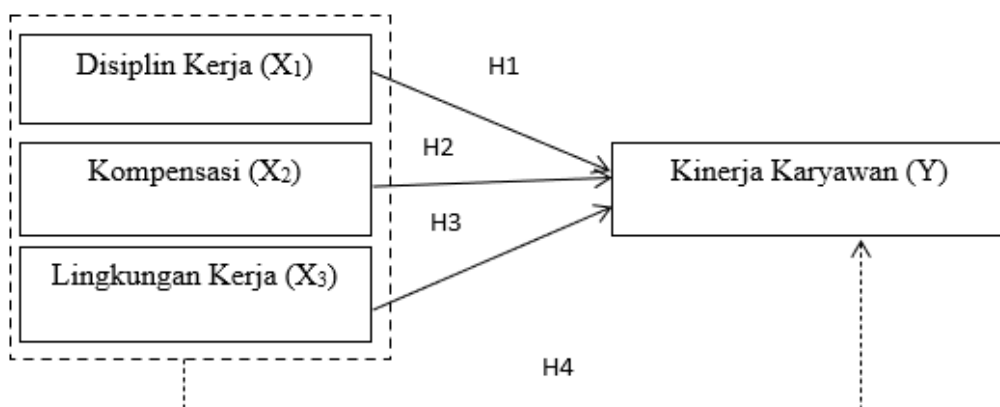 Disiplin Kerja (X₁)
H1
H2
Kompensasi (X₂)
Kinerja Karyawan (Y)
H3
Lingkungan Kerja (X₃)
H4